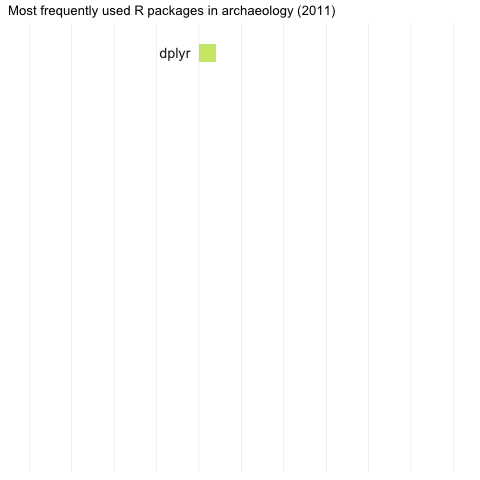 Most frequently used R packages in archaeology (2011)
dplyr